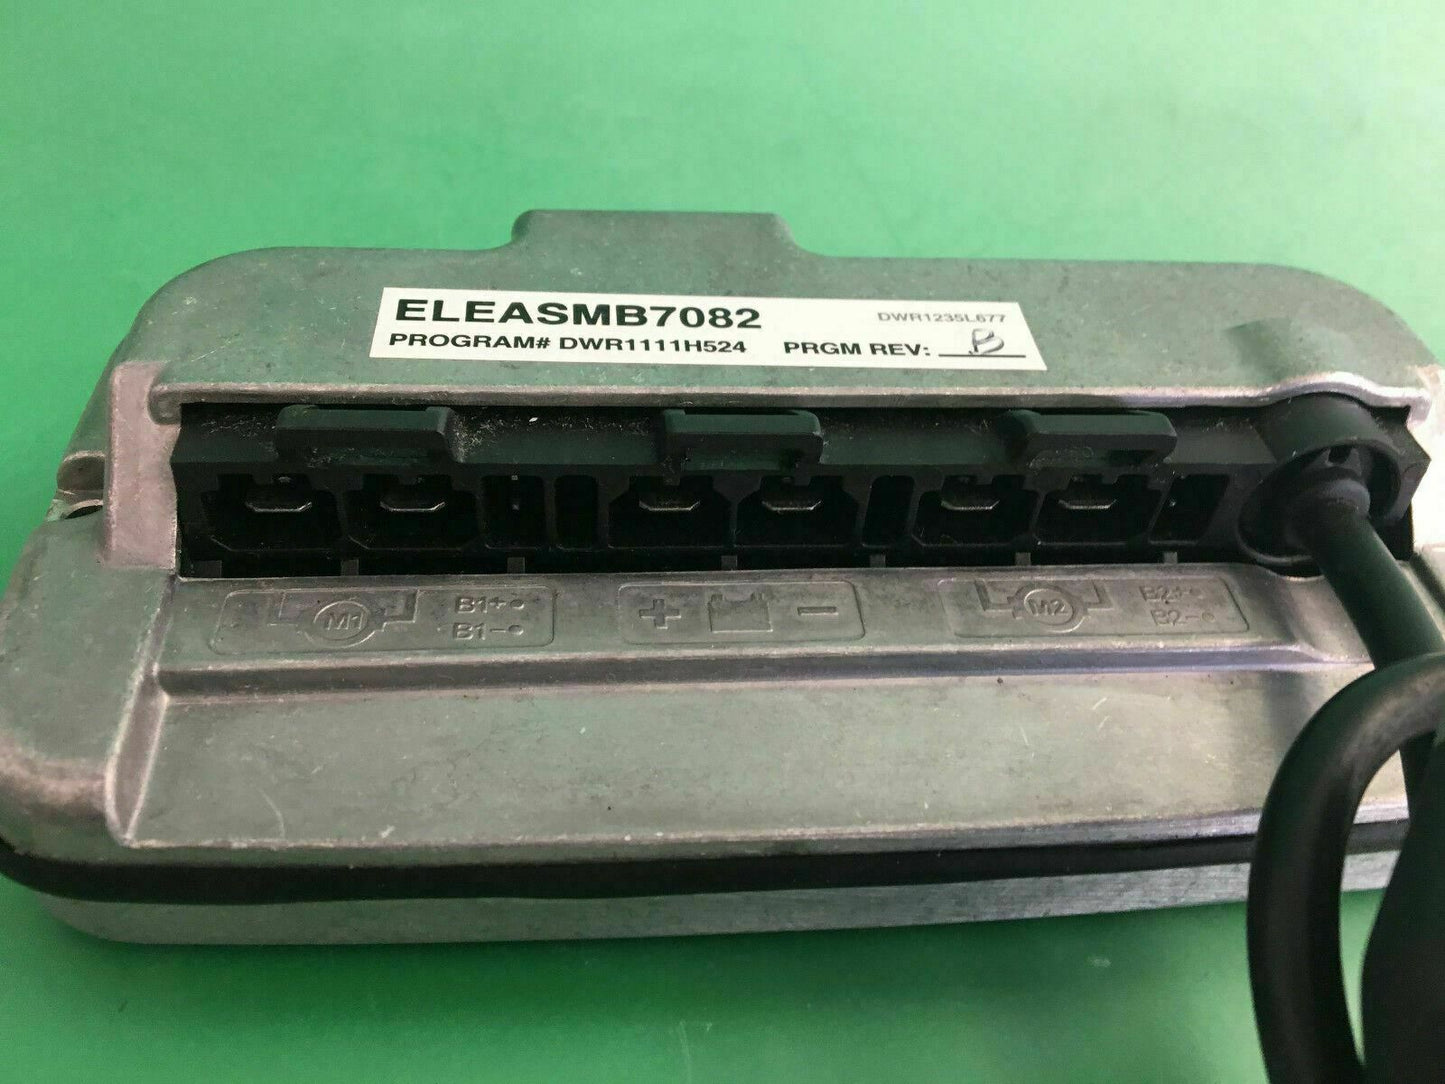 ELEASMB7082 DWR1235L677
PROGRAM# DWR1111H524 PRGM REV: B
M1 B1+
B1-
+ -
M2 B2+
B2-